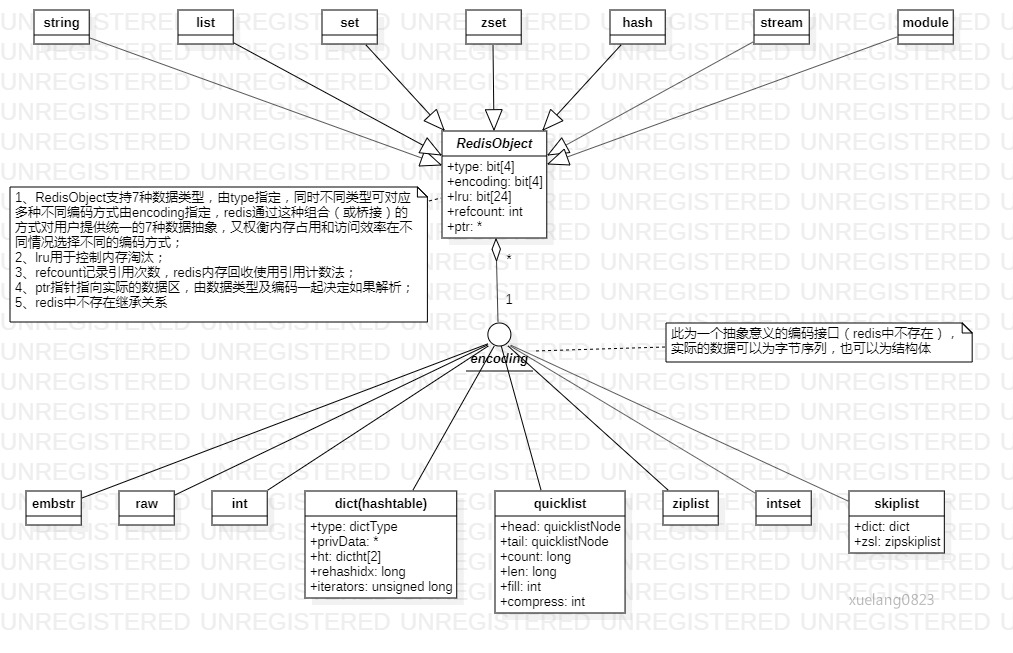 string
list
set
zset
hash
stream
module
RedisObject
+type: bit[4]
+encoding: bit[4]
+lru: bit[24]
+refcount: int
+ptr: *
1、RedisObject支持7种数据类型，由type指定，同时不同类型可对应
多种不同编码方式由encoding指定，redis通过这种组合（或桥接）的
方式对用户提供统一的7种数据抽象，又权衡内存占用和访问效率在不
同情况选择不同的编码方式；
2、lru用于控制内存淘汰；
3、refcount记录引用次数，redis内存回收使用引用计数法；
4、ptr指针指向实际的数据区，由数据类型及编码一起决定如果解析；
5、redis中不存在继承关系
*
1
此为一个抽象意义的编码接口（redis中不存在），
实际的数据可以为字节序列，也可以为结构体
encoding
embstr
raw
int
dict(hashtable)
+type: dictType
+privData: *
+ht: dictht[2]
+rehashidx: long
+iterators: unsigned long
quicklist
+head: quicklistNode
+tail: quicklistNode
+count: long
+len: long
+fill: int
+compress: int
ziplist
intset
skiplist
+dict: dict
+zsl: zipskiplist
xuelang0823
UNREGISTERED